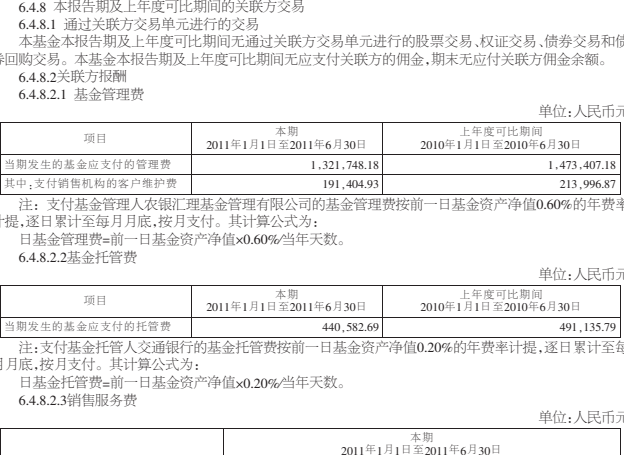 6.4.8 本报告期及上年度可比期间的关联方交易
6.4.8.1 通过关联方交易单元进行的交易
本基金本报告期及上年度可比期间无通过关联方交易单元进行的股票交易、权证交易、债券交易和债
券回购交易。本基金本报告期及上年度可比期间无应支付关联方的佣金,期末无应付关联方佣金余额。
6.4.8.2关联方报酬
6.4.8.2.1 基金管理费
单位:人民币元
项目 本期 2011年1月1日至2011年6月30日 上年度可比期间 2010年1月1日至2010年6月30日
当期发生的基金应支付的管理费 1,321,748.18 1,473,407.18
其中:支付销售机构的客户维护费 191,404.93 213,996.87
注: 支付基金管理人农银汇理基金管理有限公司的基金管理费按前一日基金资产净值0.60%的年费率
计提,逐日累计至每月月底,按月支付。其计算公式为:
日基金管理费=前一日基金资产净值×0.60%/当年天数。
6.4.8.2.2基金托管费
单位:人民币元
项目 本期 2011年1月1日至2011年6月30日 上年度可比期间 2010年1月1日至2010年6月30日
当期发生的基金应支付的托管费 440,582.69 491,135.79
注:支付基金托管人交通银行的基金托管费按前一日基金资产净值0.20%的年费率计提,逐日累计至每
月月底,按月支付。其计算公式为:
日基金托管费=前一日基金资产净值×0.20%/当年天数。
6.4.8.2.3销售服务费
单位:人民币元
本期
2011年1月1日至2011年6月30日